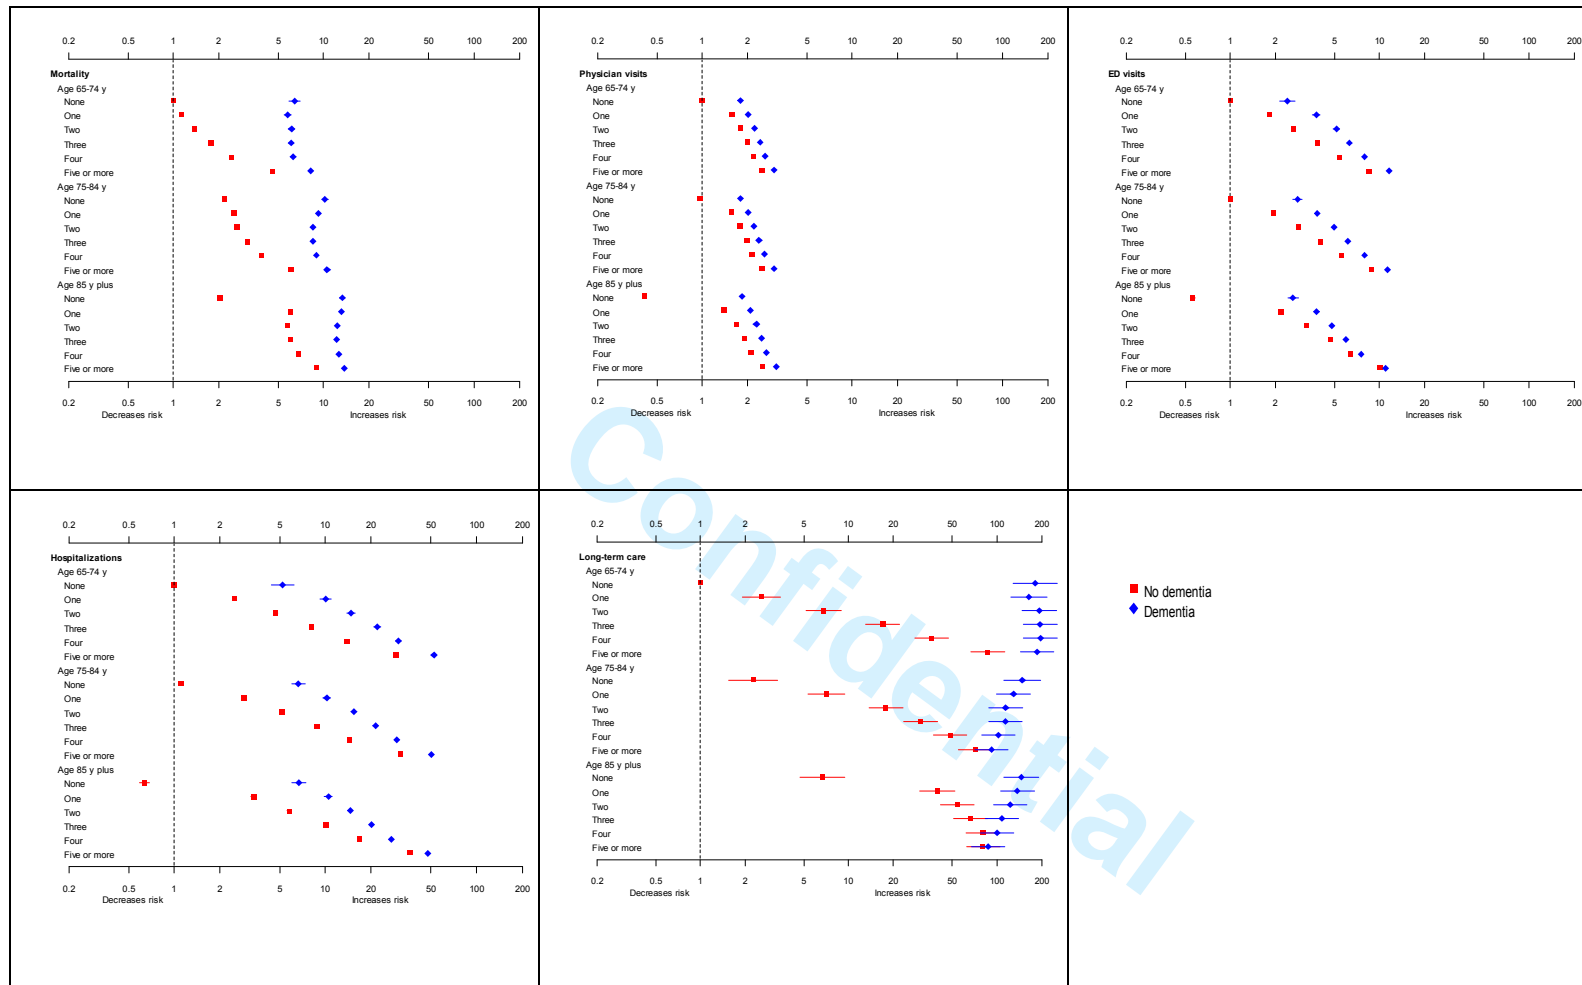 0.2 0.5 1 2 5 10 20 50 100 200
Mortality
Age 65-74 y
None
One
Two
Three
Four
Five or more
Age 75-84 y
None
One
Two
Three
Four
Five or more
Age 85 y plus
None
One
Two
Three
Four
Five or more
0.2 0.5 1 2 5 10 20 50 100 200
Decreases risk Increases risk
0.2 0.5 1 2 5 10 20 50 100 200
Physician visits
Age 65-74 y
None
One
Two
Three
Four
Five or more
Age 75-84 y
None
One
Two
Three
Four
Five or more
Age 85 y plus
None
One
Two
Three
Four
Five or more
0.2 0.5 1 2 5 10 20 50 100 200
Decreases risk Increases risk
0.2 0.5 1 2 5 10 20 50 100 200
ED visits
Age 65-74 y
None
One
Two
Three
Four
Five or more
Age 75-84 y
None
One
Two
Three
Four
Five or more
Age 85 y plus
None
One
Two
Three
Four
Five or more
0.2 0.5 1 2 5 10 20 50 100 200
Decreases risk Increases risk
0.2 0.5 1 2 5 10 20 50 100 200
Hospitalizations
Age 65-74 y
None
One
Two
Three
Four
Five or more
Age 75-84 y
None
One
Two
Three
Four
Five or more
Age 85 y plus
None
One
Two
Three
Four
Five or more
0.2 0.5 1 2 5 10 20 50 100 200
Decreases risk Increases risk
0.2 0.5 1 2 5 10 20 50 100 200
Long-term care
Age 65-74 y
None
One
Two
Three
Four
Five or more
Age 75-84 y
None
One
Two
Three
Four
Five or more
Age 85 y plus
None
One
Two
Three
Four
Five or more
0.2 0.5 1 2 5 10 20 50 100 200
Decreases risk Increases risk
No dementia
Dementia
Confidential